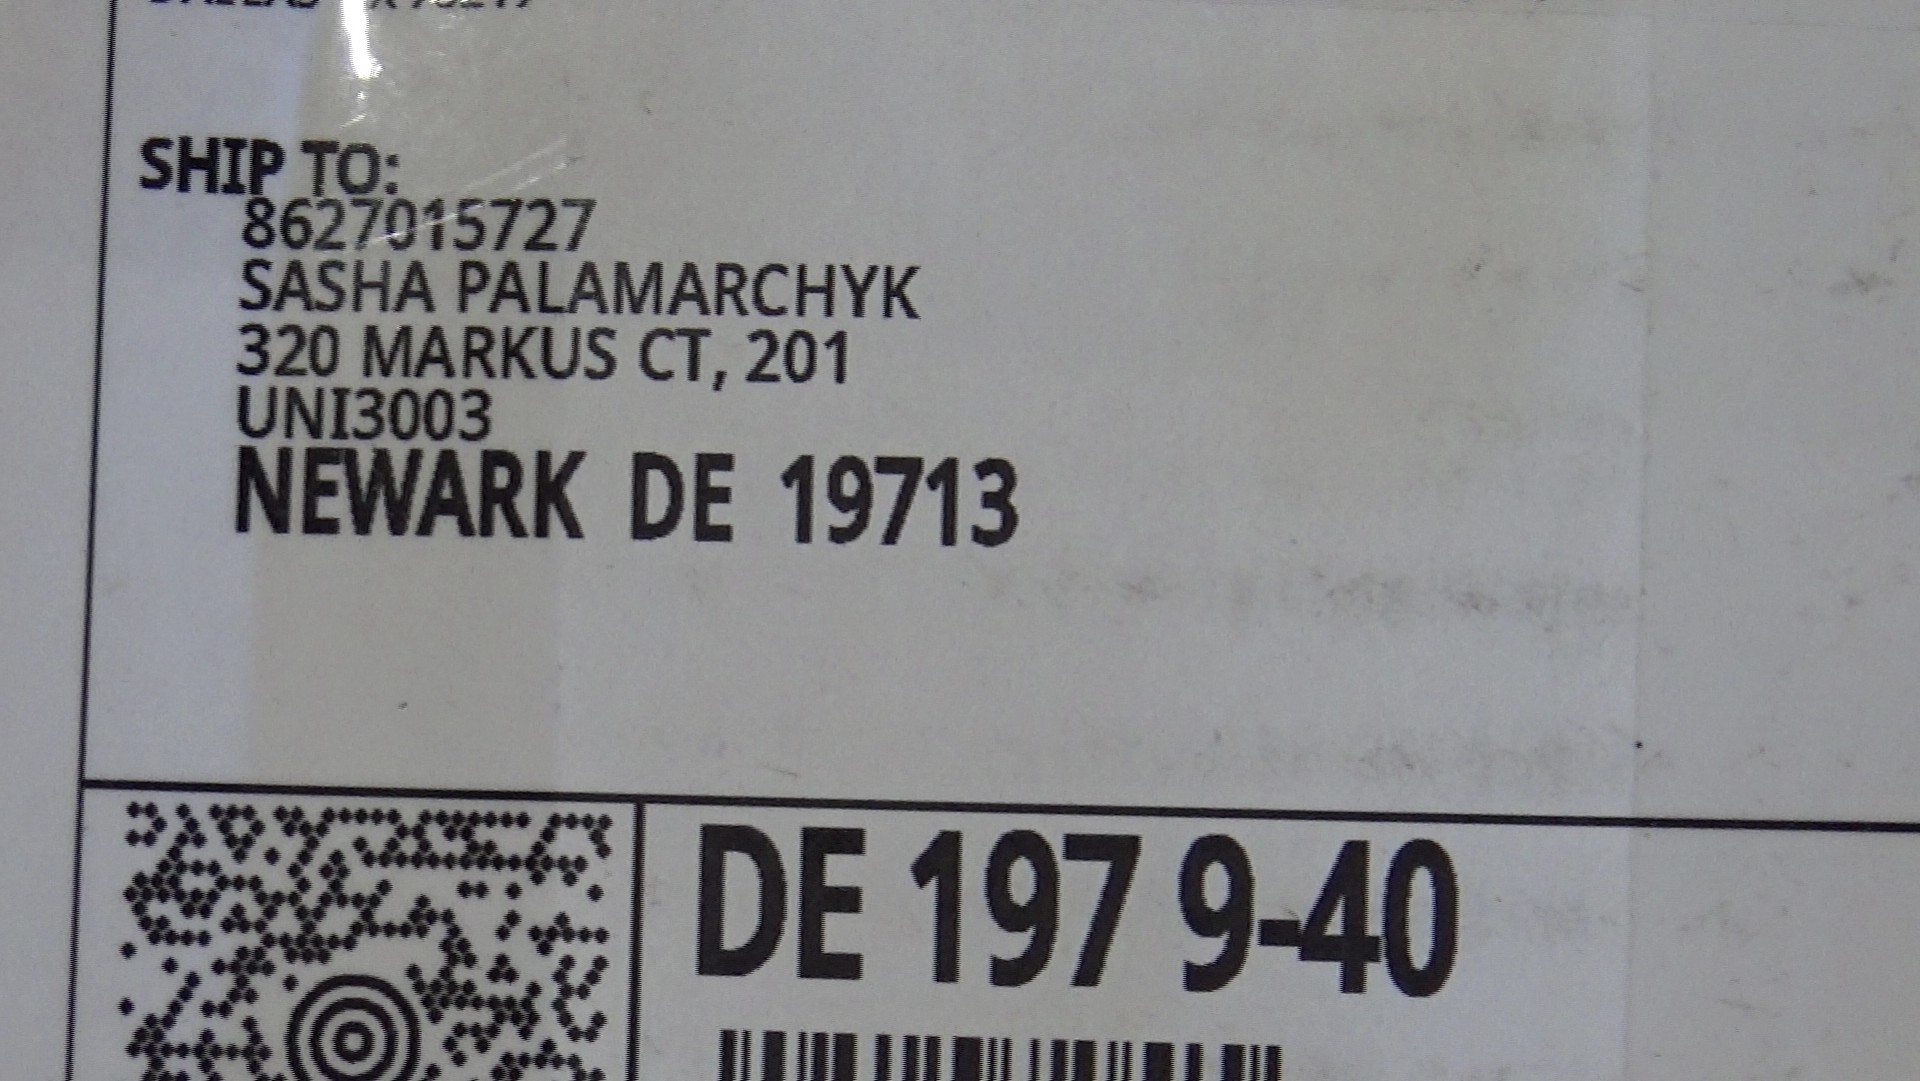 SHIP TO:
8627015727
SASHA PALAMARCHYK
320 MARKUS CT, 201
UNI3003
NEWARK DE 19713
DE 197 9-40